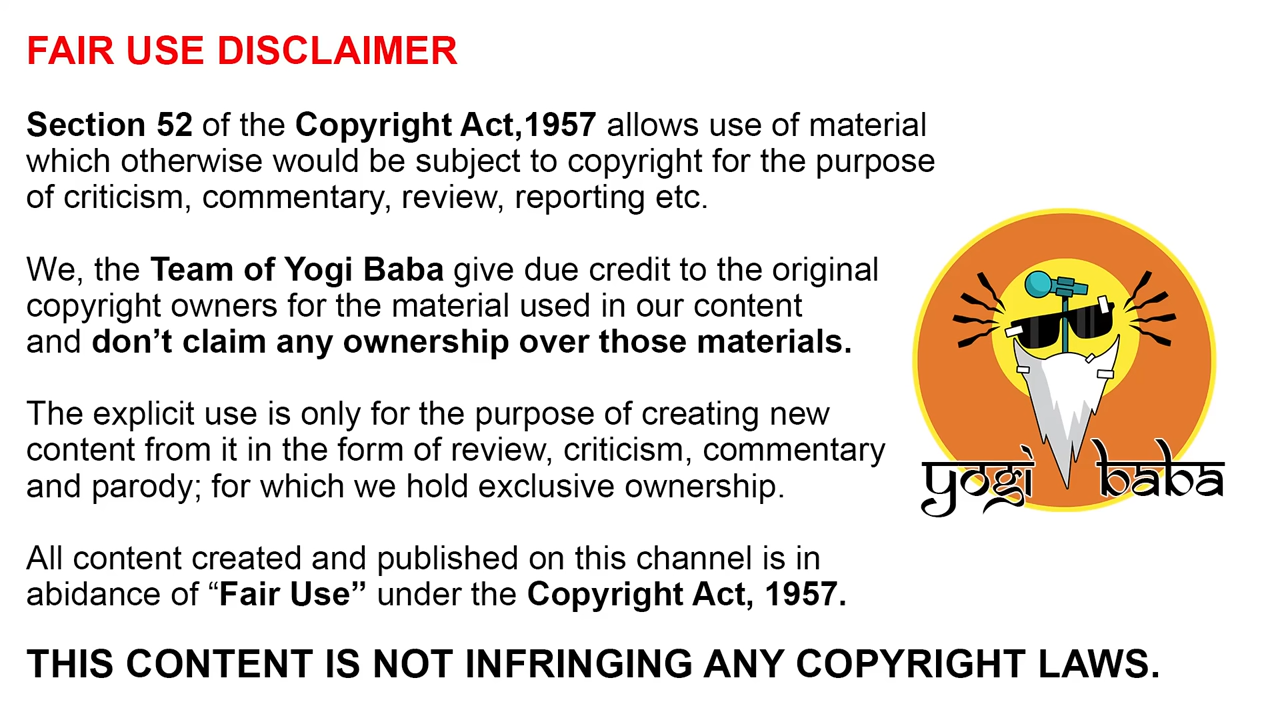 FAIR USE DISCLAIMER
Section 52 of the Copyright Act,1957 allows use of material
which otherwise would be subject to copyright for the purpose
of criticism, commentary, review, reporting etc.
We, the Team of Yogi Baba give due credit to the original
copyright owners for the material used in our content
and don’t claim any ownership over those materials.
The explicit use is only for the purpose of creating new
content from it in the form of review, criticism, commentary
and parody; for which we hold exclusive ownership.
yogi baba
All content created and published on this channel is in
abidance of “Fair Use” under the Copyright Act, 1957.
THIS CONTENT IS NOT INFRINGING ANY COPYRIGHT LAWS.